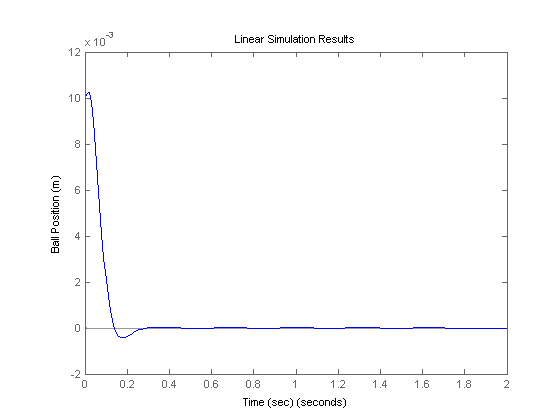 Linear Simulation Results
x 10^-3
12
10
8
6
4
2
0
-2
Ball Position (m)
0 0.2 0.4 0.6 0.8 1 1.2 1.4 1.6 1.8 2
Time (sec) (seconds)